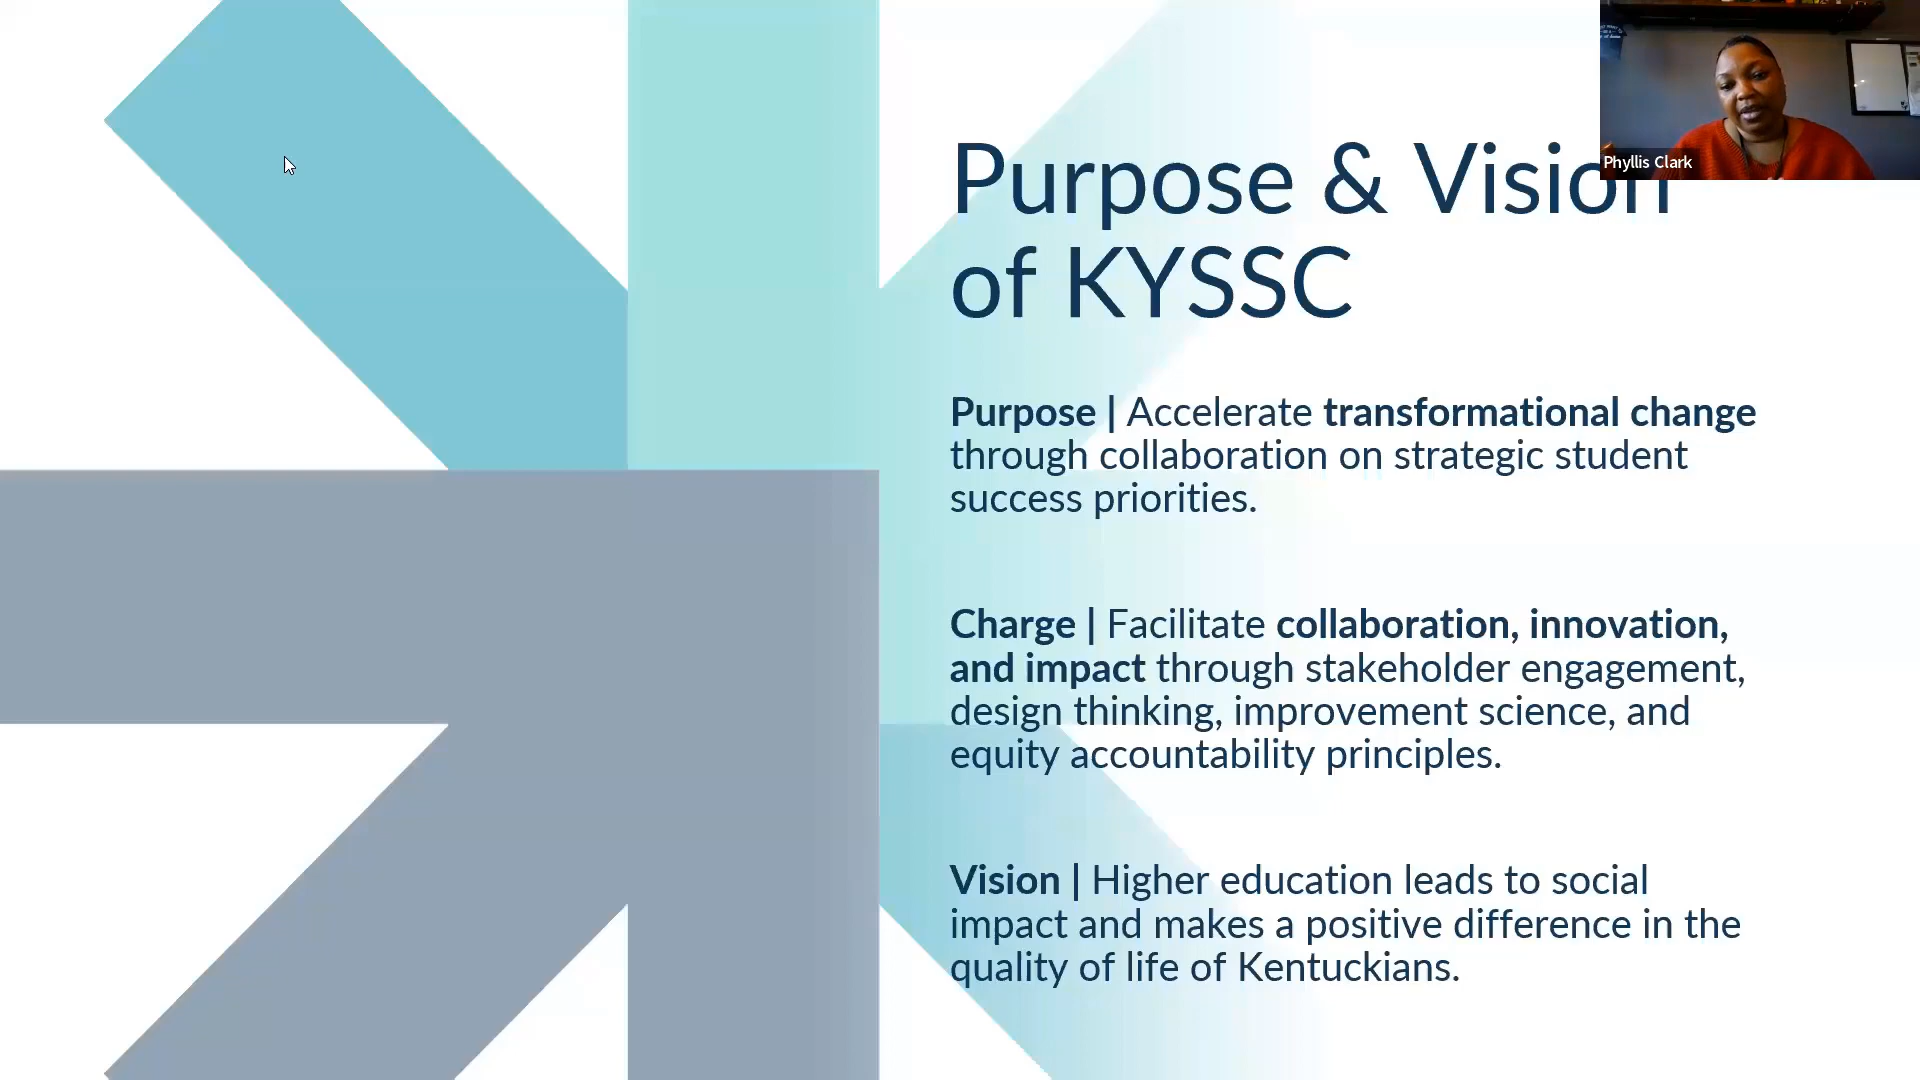 Purpose & Vision
of KYSSC
Phyllis Clark
Purpose | Accelerate transformational change
through collaboration on strategic student
success priorities.
Charge | Facilitate collaboration, innovation,
and impact through stakeholder engagement,
design thinking, improvement science, and
equity accountability principles.
Vision | Higher education leads to social
impact and makes a positive difference in the
quality of life of Kentuckians.